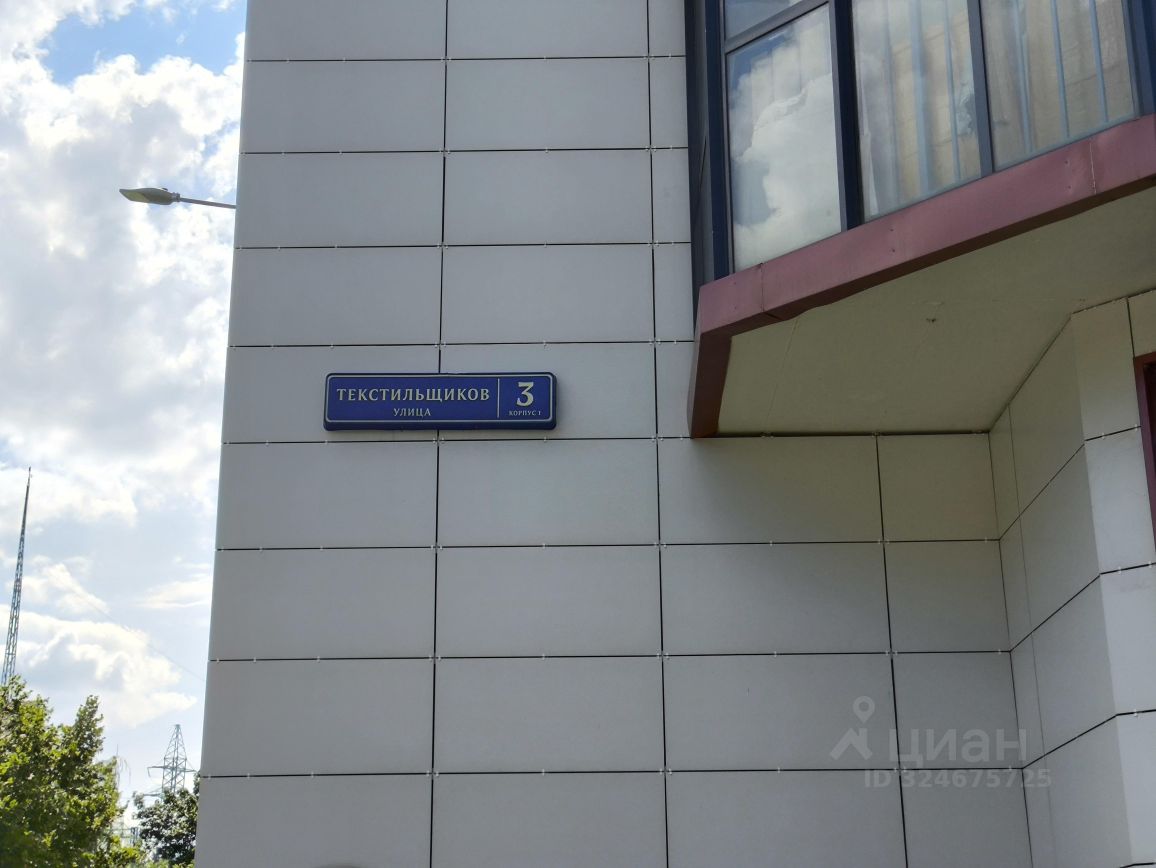 ТЕКСТИЛЬЩИКОВ
УЛИЦА
3
КОРПУС 1
циан
ID 324675725